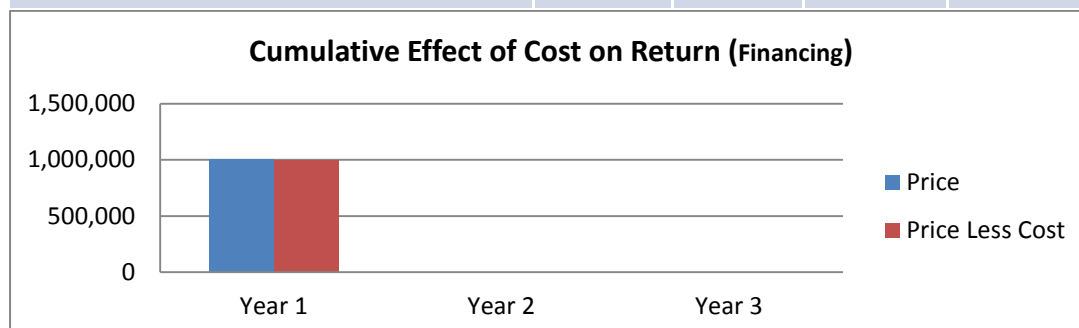 Cumulative Effect of Cost on Return (Financing)
1,500,000
1,000,000
500,000
0
Year 1 Year 2 Year 3
Price
Price Less Cost